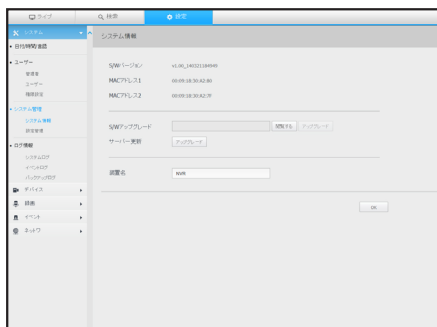 ライブ
検索
設定
システム
システム情報
日付/時間/言語
ユーザー
管理者
ユーザー
権限設定
システム管理
システム情報
設定管理
ログ情報
システムログ
イベントログ
バックアップログ
デバイス
録画
イベント
ネットワ
S/Wバージョン v1.00_140321184949
MACアドレス1 00:09:18:30:A2:80
MACアドレス2 00:09:18:30:A2:7F
S/Wアップグレード 閲覧する アップグレード
サーバー更新 アップグレード
装置名 NVR
OK